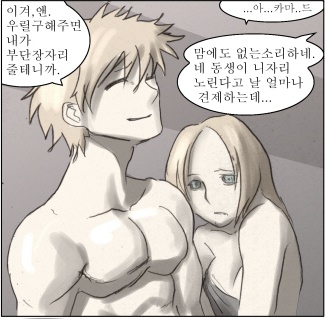 이겨,앤.
우릴구해주면
내가
부단장자리
줄테니까.
...아...카마..드
맘에도 없는소리하네.
네 동생이 니자리
노린다고 날 얼마나
견제하는데...